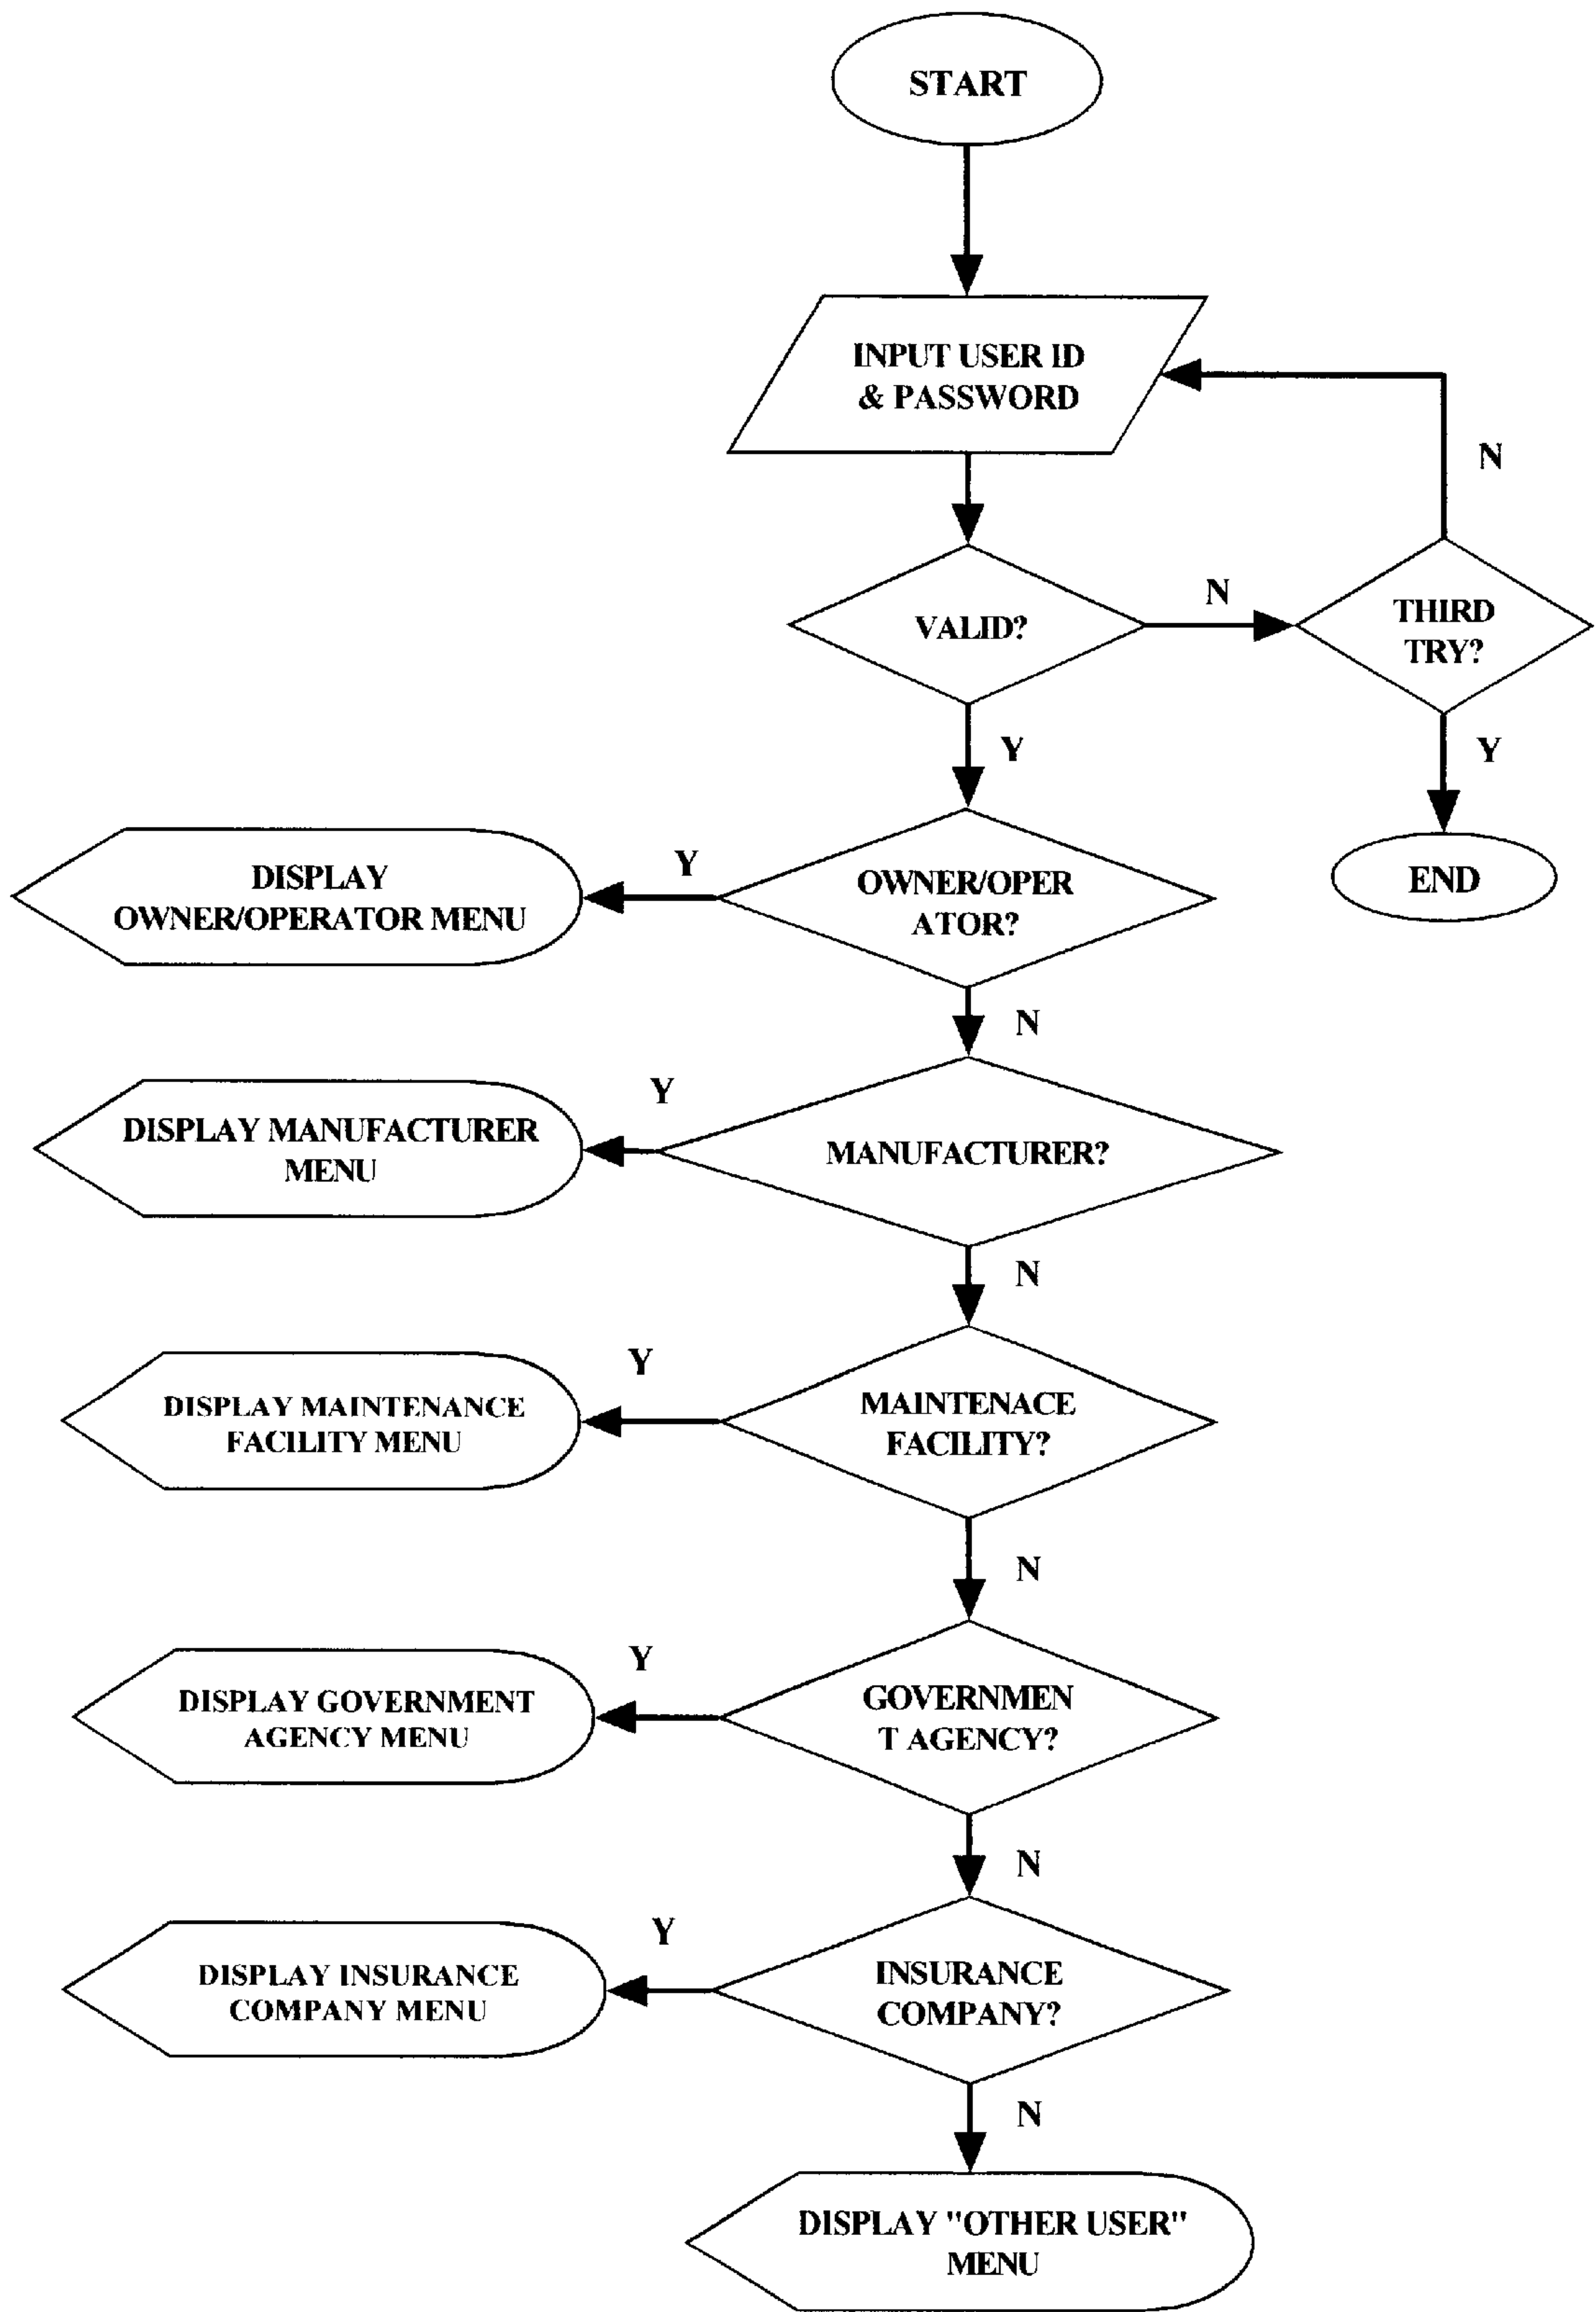 START
INPUT USER ID
& PASSWORD
N
VALID?
N
THIRD
TRY?
Y
Y
END
DISPLAY
OWNER/OPERATOR MENU
Y
OWNER/OPER
ATOR?
N
DISPLAY MANUFACTURER
MENU
Y
MANUFACTURER?
N
DISPLAY MAINTENANCE
FACILITY MENU
Y
MAINTENACE
FACILITY?
N
DISPLAY GOVERNMENT
AGENCY MENU
Y
GOVERNMEN
T AGENCY?
N
DISPLAY INSURANCE
COMPANY MENU
Y
INSURANCE
COMPANY?
N
DISPLAY "OTHER USER"
MENU